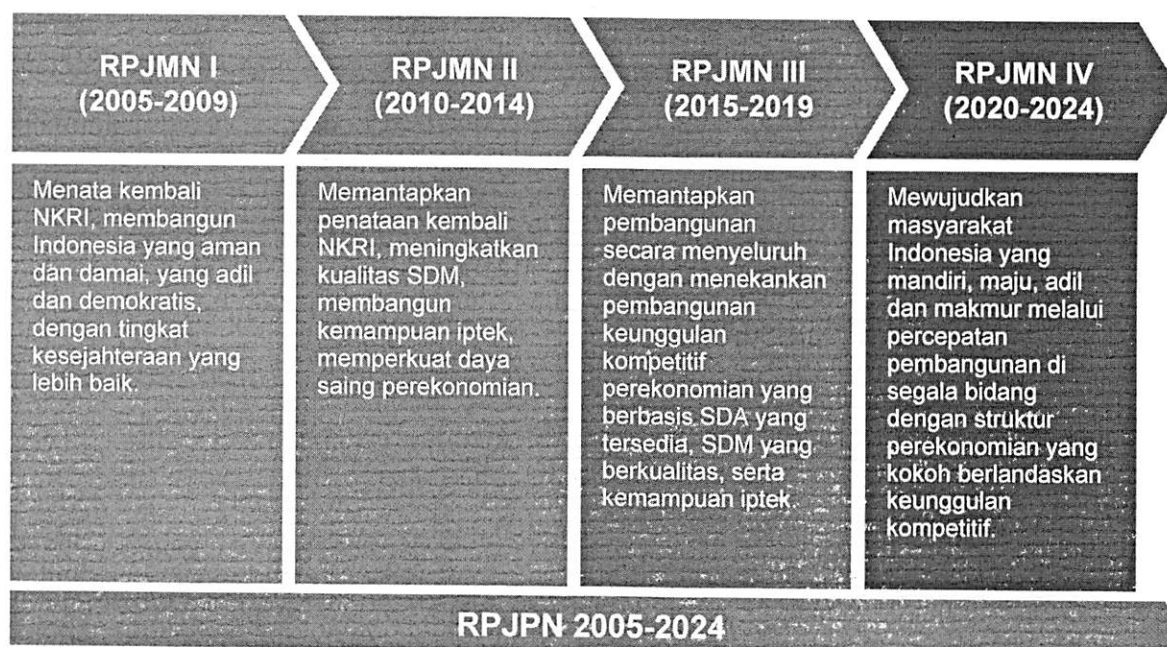 RPJMN I
(2005-2009)
RPJMN II
(2010-2014)
RPJMN III
(2015-2019
RPJMN IV
(2020-2024)
Menata kembali
NKRI, membangun
Indonesia yang aman
dan damai, yang adil
dan demokratis,
dengan tingkat
kesejahteraan yang
lebih baik.
Memantapkan
penataan kembali
NKRI, meningkatkan
kualitas SDM,
membangun
kemampuan iptek,
memperkuat daya
saing perekonomian.
Memantapkan
pembangunan
secara menyeluruh
dengan menekankan
pembangunan
keunggulan
kompetitif
perekonomian yang
berbasis SDA yang
tersedia, SDM yang
berkualitas, serta
kemampuan iptek.
Mewujudkan
masyarakat
Indonesia yang
mandiri, maju, adil
dan makmur melalui
percepatan
pembangunan di
segala bidang
dengan struktur
perekonomian yang
kokoh berlandaskan
keunggulan
kompetitif.
RPJPN 2005-2024